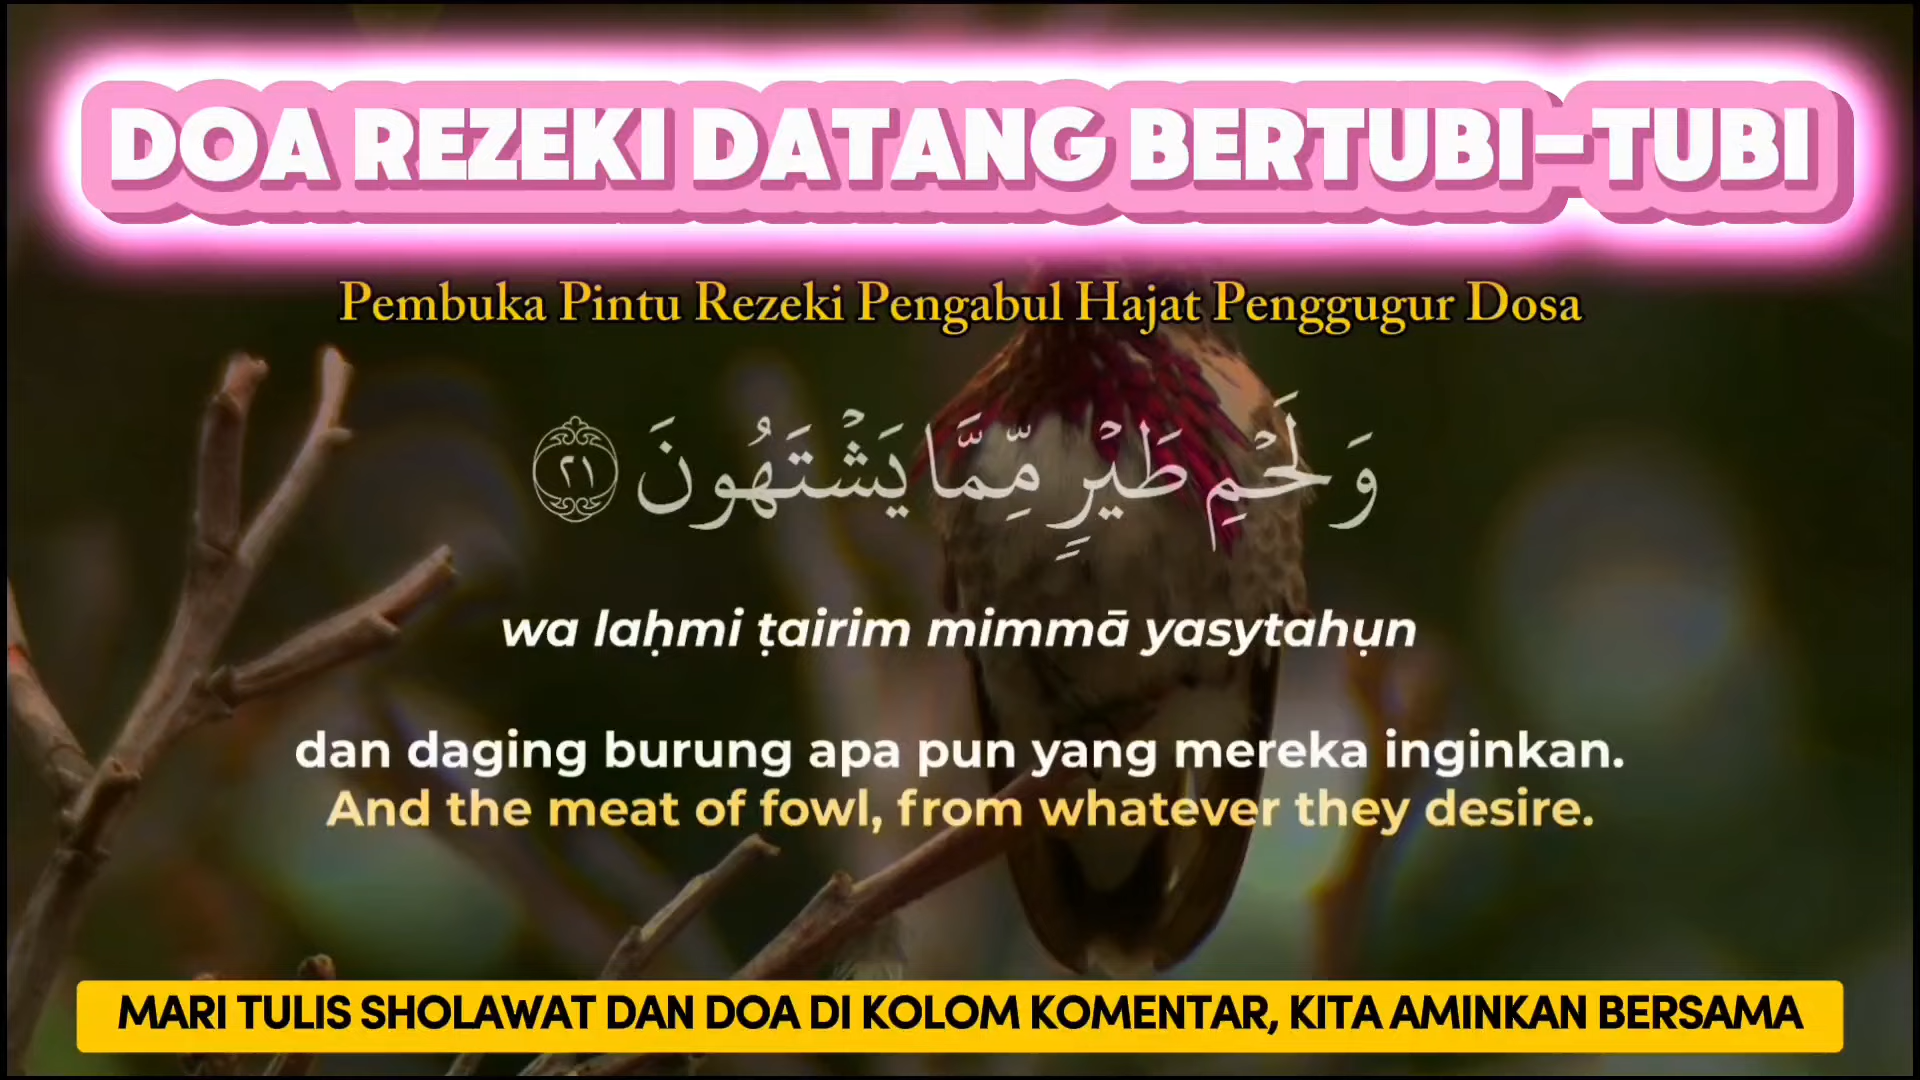 DOA REZEKI DATANG BERTUBI-TUBI
Pembuka Pintu Rezeki Pengabul Hajat Penggugur Dosa
وَلَحْمِ طَيْرٍ مِّمَّا يَشْتَهُونَ ٢١
wa laḥmi ṭairim mimmā yasytahụn
dan daging burung apa pun yang mereka inginkan.
And the meat of fowl, from whatever they desire.
MARI TULIS SHOLAWAT DAN DOA DI KOLOM KOMENTAR, KITA AMINKAN BERSAMA